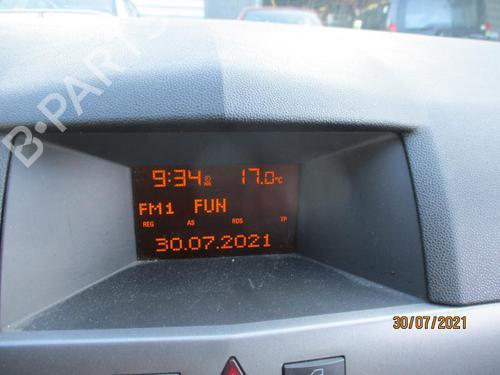 B-PARTS
9:34 17.0°C
FM1 FUN
REG AS RDS TP
30.07.2021
30/07/2021